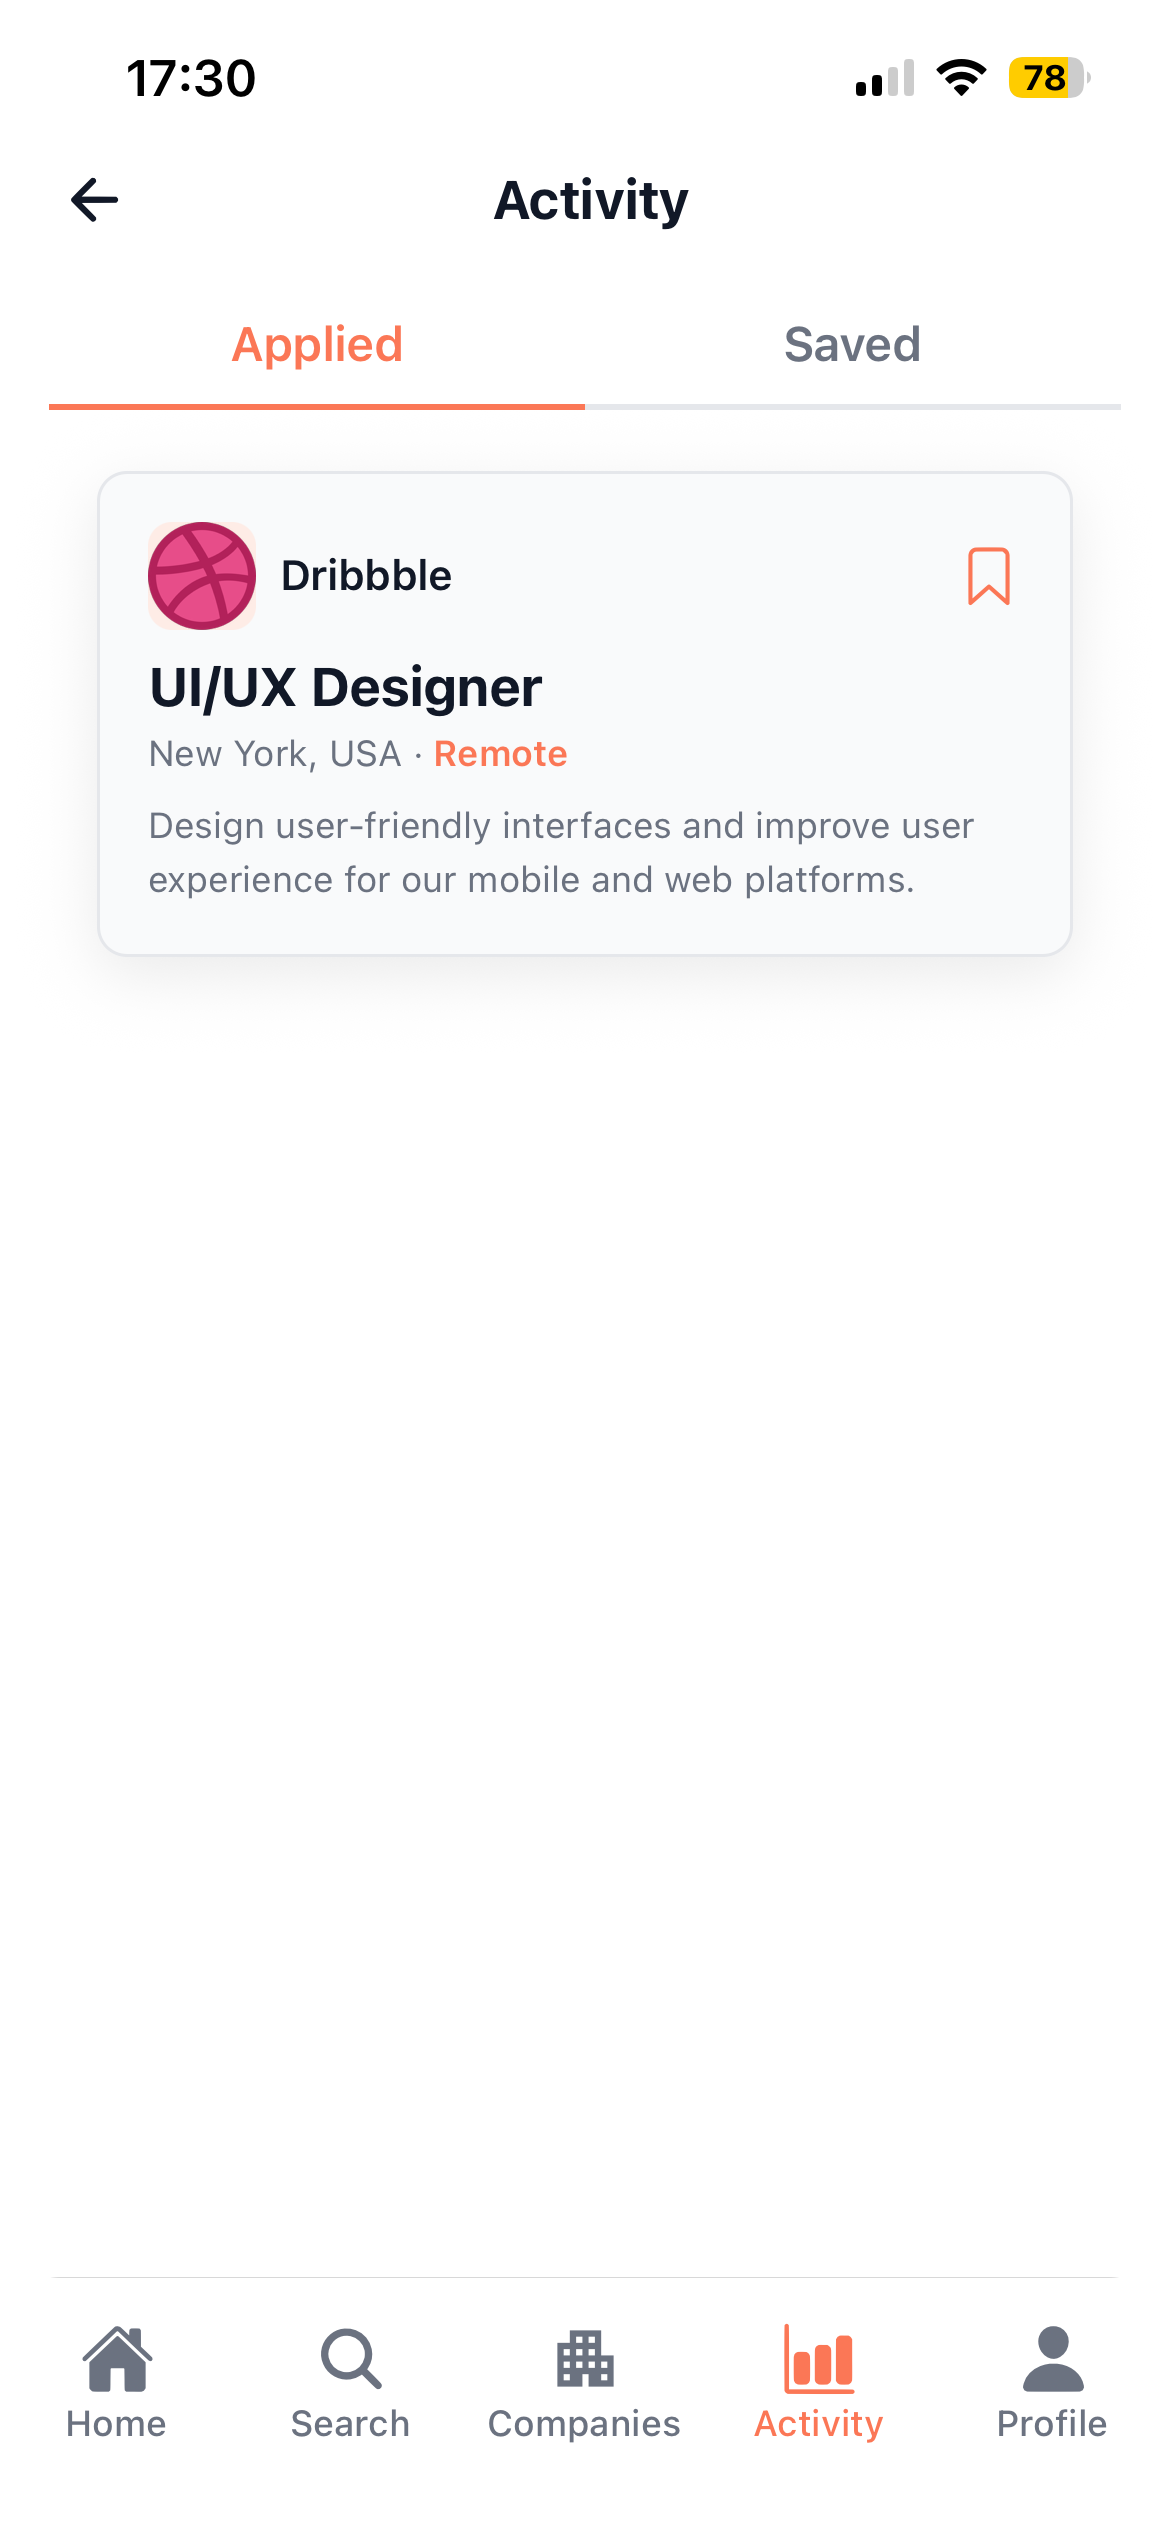 17:30
78
Activity
Applied
Saved
Dribbble
UI/UX Designer
New York, USA · Remote
Design user-friendly interfaces and improve user
experience for our mobile and web platforms.
Home
Search
Companies
Activity
Profile